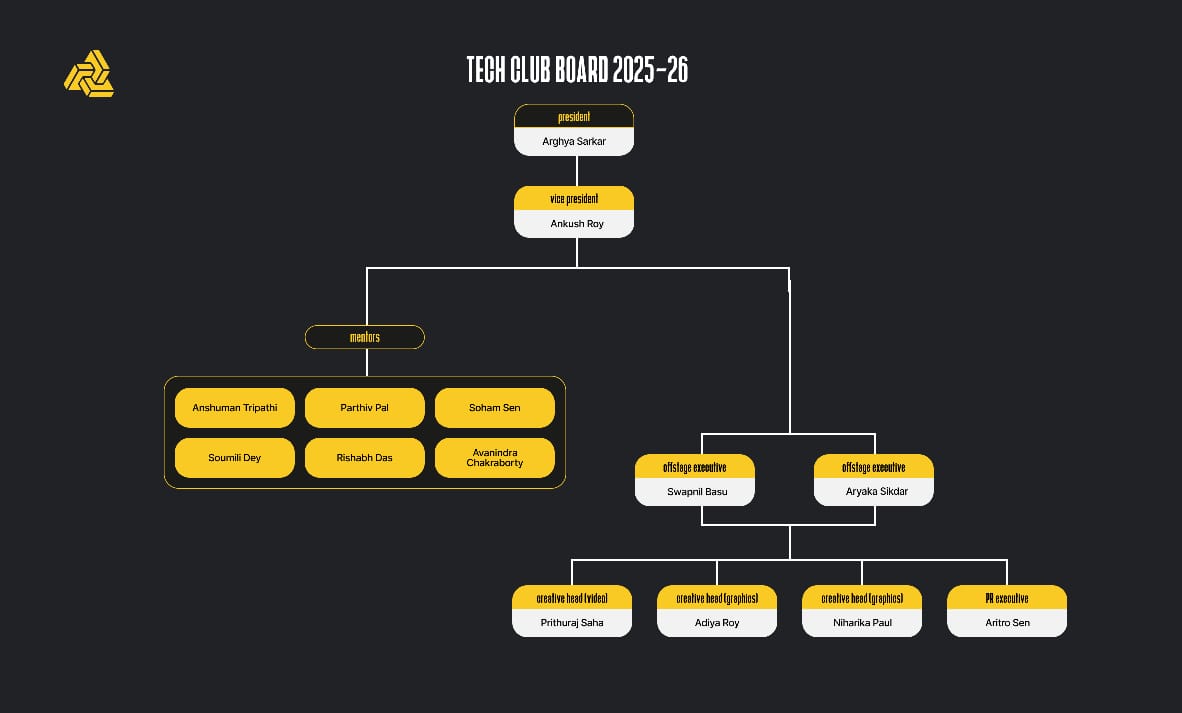 TECH CLUB BOARD 2025-26
president
Arghya Sarkar
vice president
Ankush Roy
mentors
Anshuman Tripathi
Parthiv Pal
Soham Sen
Soumili Dey
Rishabh Das
Avanindra
Chakraborty
offstage executive
Swapnil Basu
offstage executive
Aryaka Sikdar
creative head (video)
Prithuraj Saha
creative head (graphics)
Adiya Roy
creative head (graphics)
Niharika Paul
PR executive
Aritro Sen